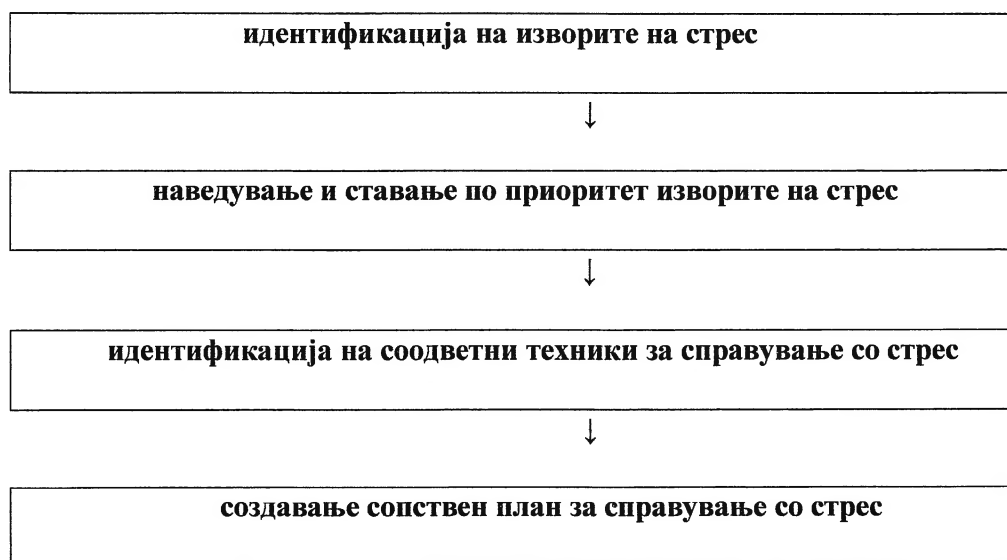 идентификација на изворите на стрес
↓
наведување и ставање по приоритет изворите на стрес
↓
идентификација на соодветни техники за справување со стрес
↓
создавање сопствен план за справување со стрес